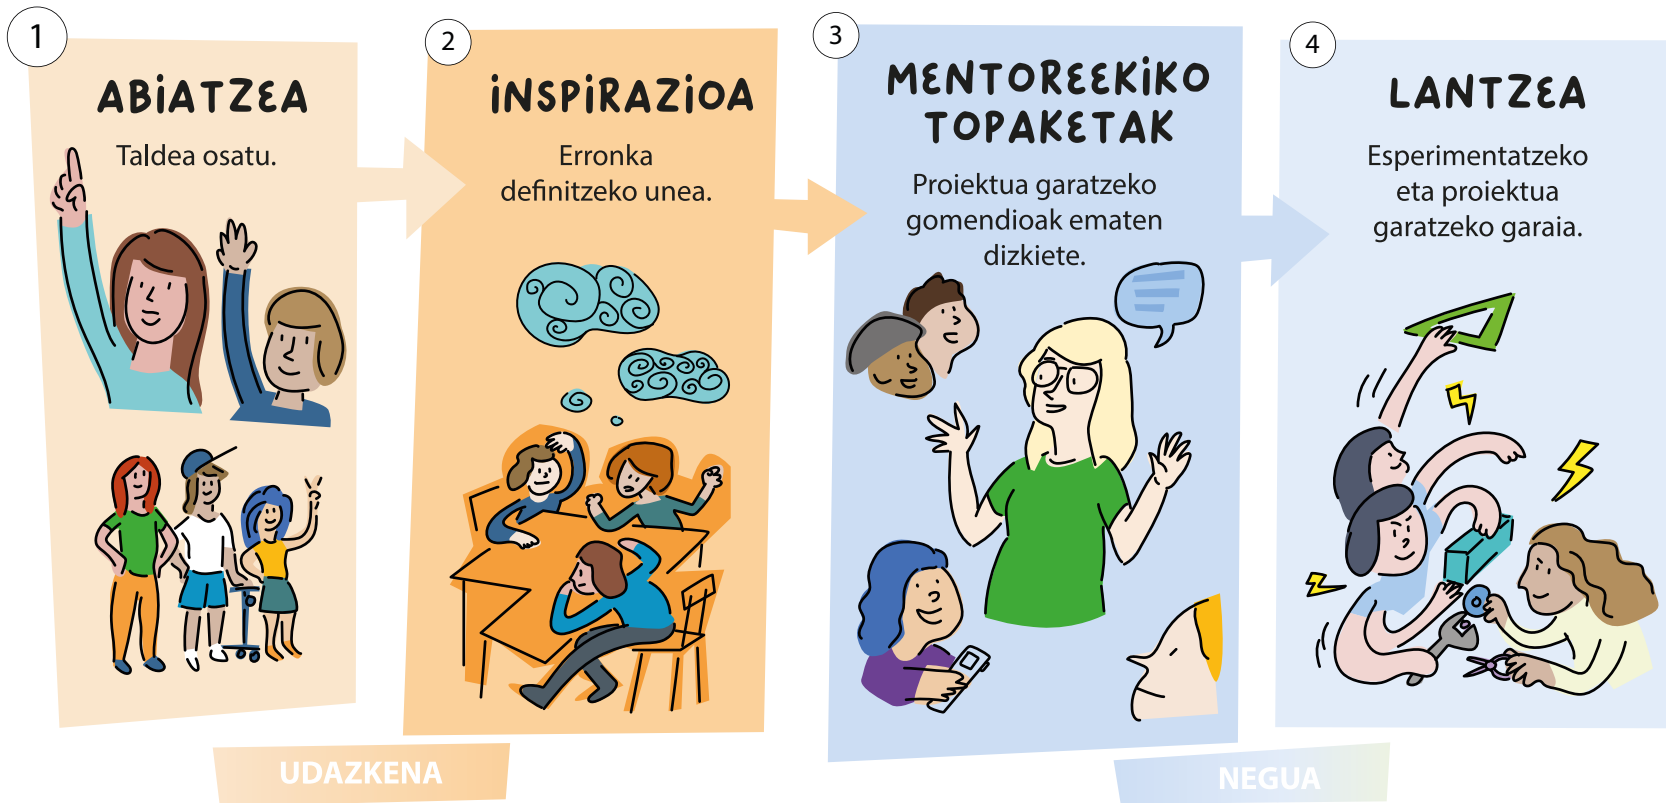 1
ABiATZEA
Taldea osatu.
2
iNSPiRAZiOA
Erronka
definitzeko unea.
3
MENTOREEKiKO
TOPAKETAK
Proiektua garatzeko
gomendioak ematen
dizkiete.
4
LANTZEA
Esperimentatzeko
eta proiektua
garatzeko garaia.
UDAZKENA
NEGUA